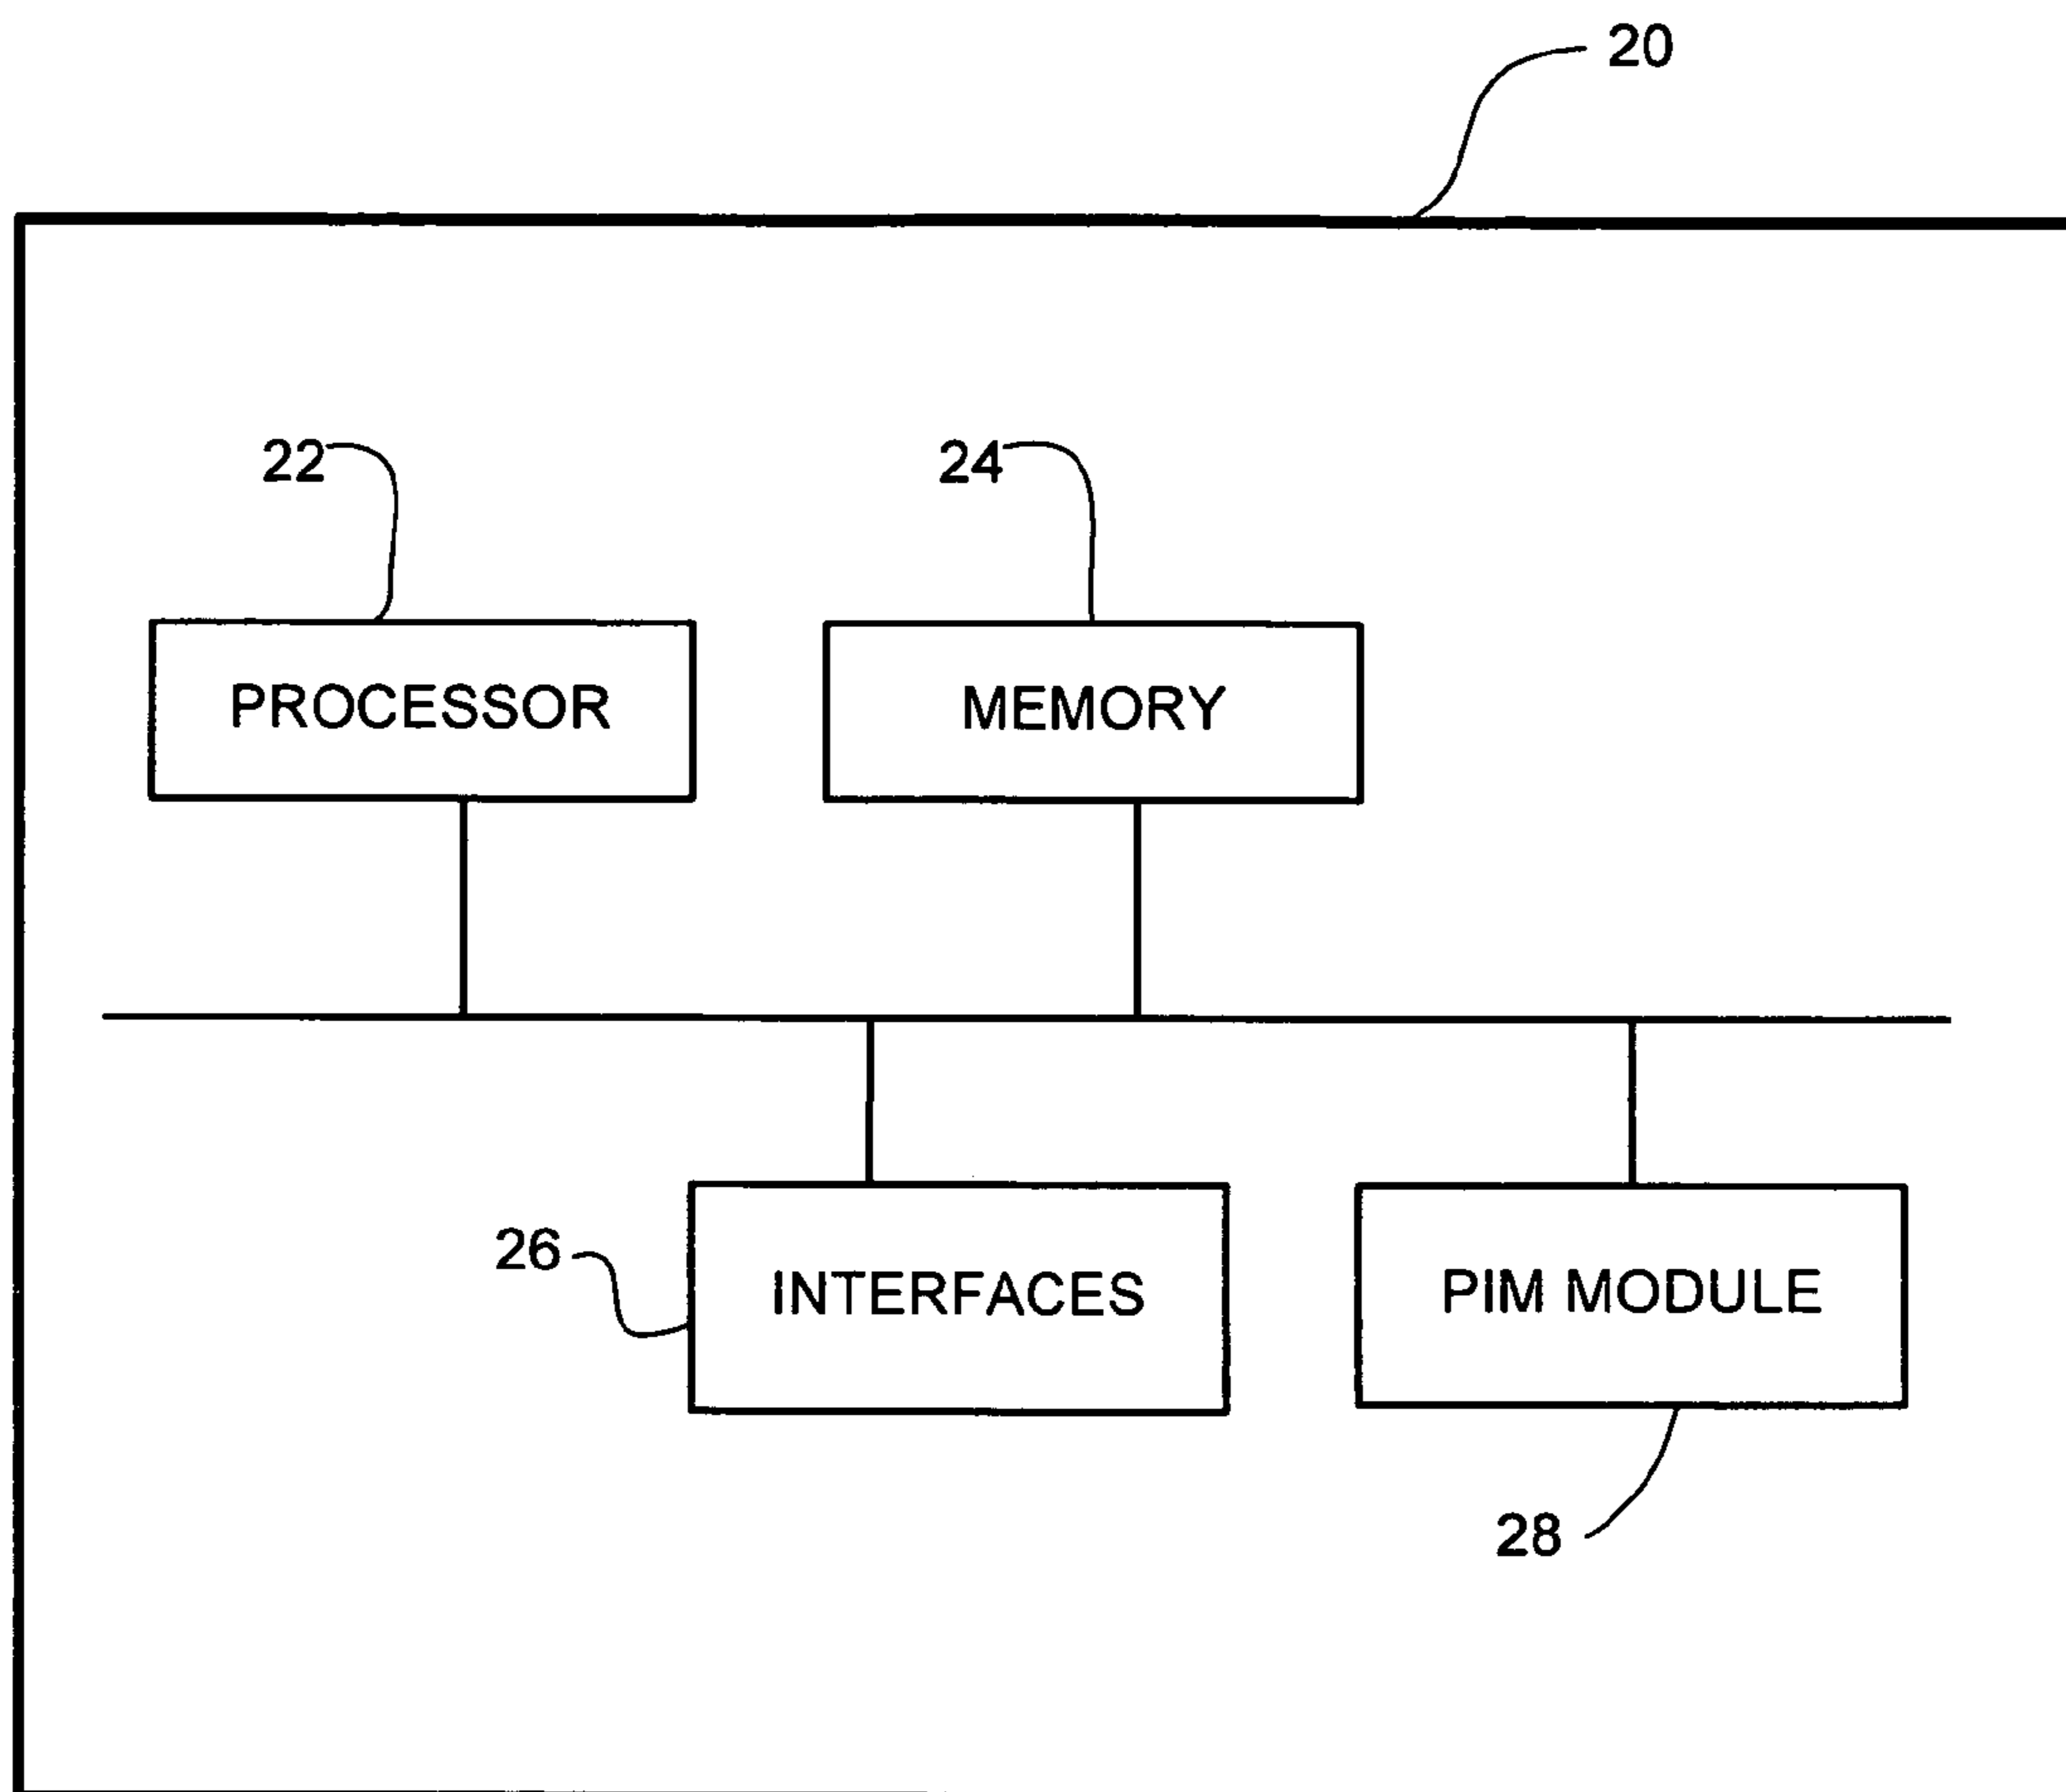 20
22
24
PROCESSOR
MEMORY
26
INTERFACES
PIM MODULE
28